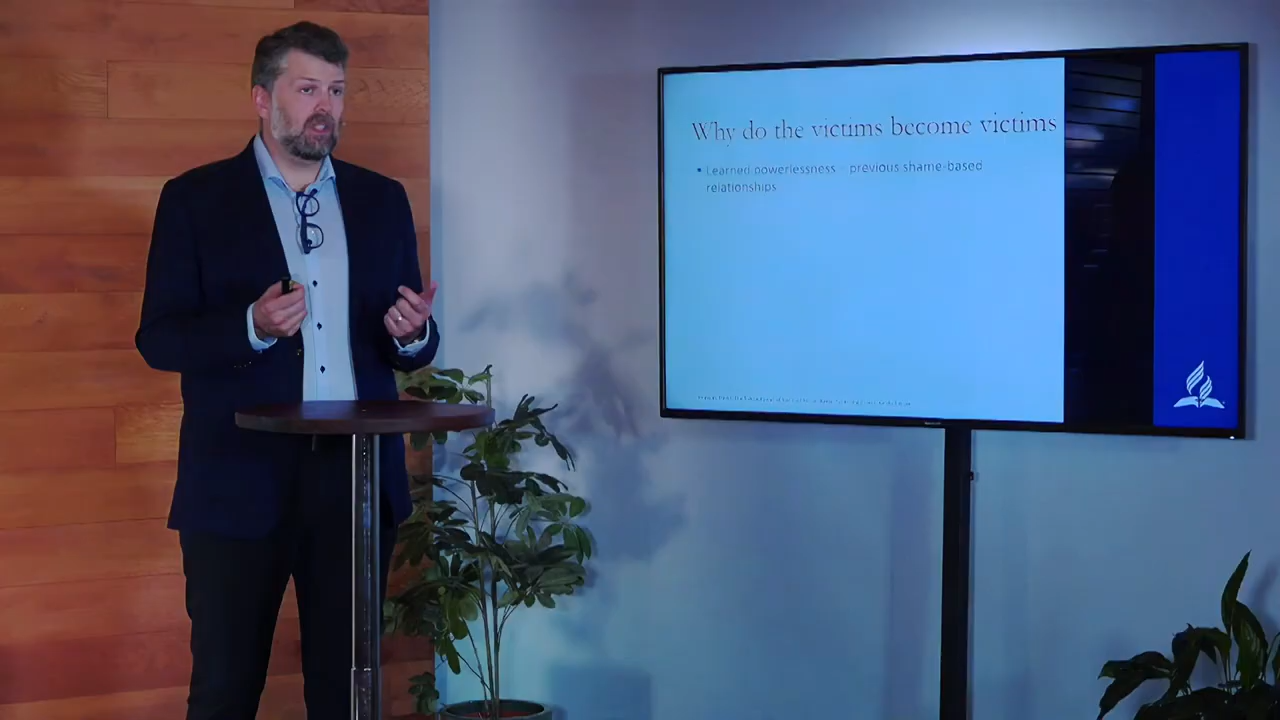 Why do the victims become victims
• Learned powerlessness – previous shame-based
relationships